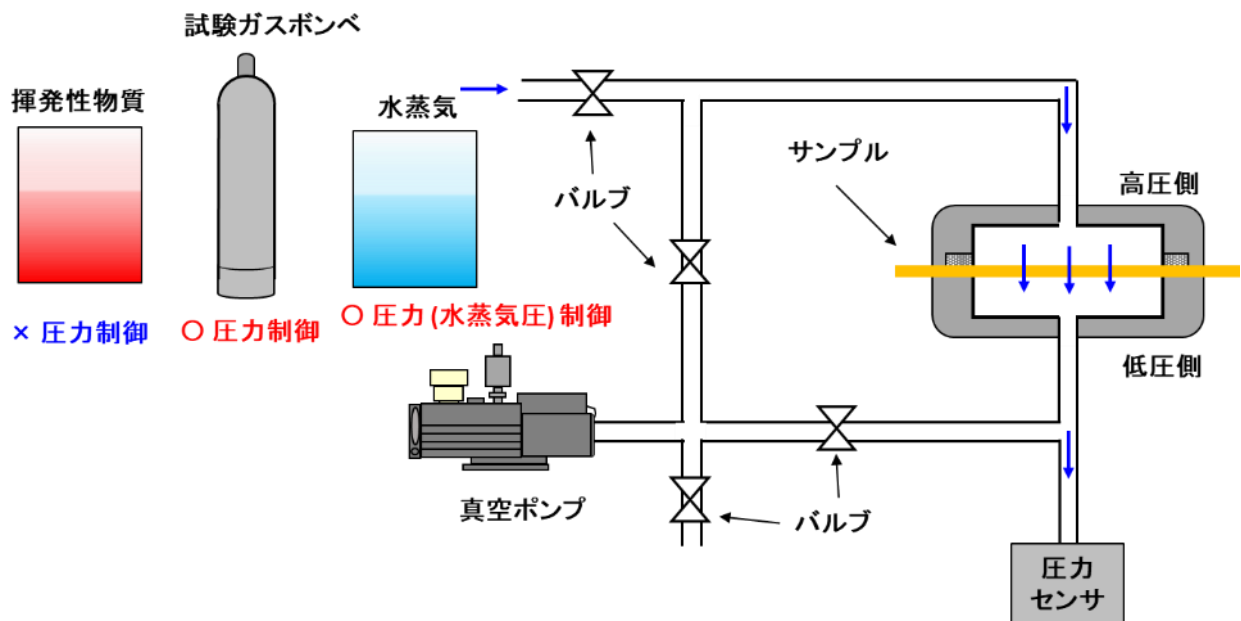 試験ガスボンベ
揮発性物質
水蒸気
バルブ
サンプル
高圧側
× 圧力制御
〇 圧力制御
〇 圧力(水蒸気圧)制御
低圧側
真空ポンプ
バルブ
圧力
センサ